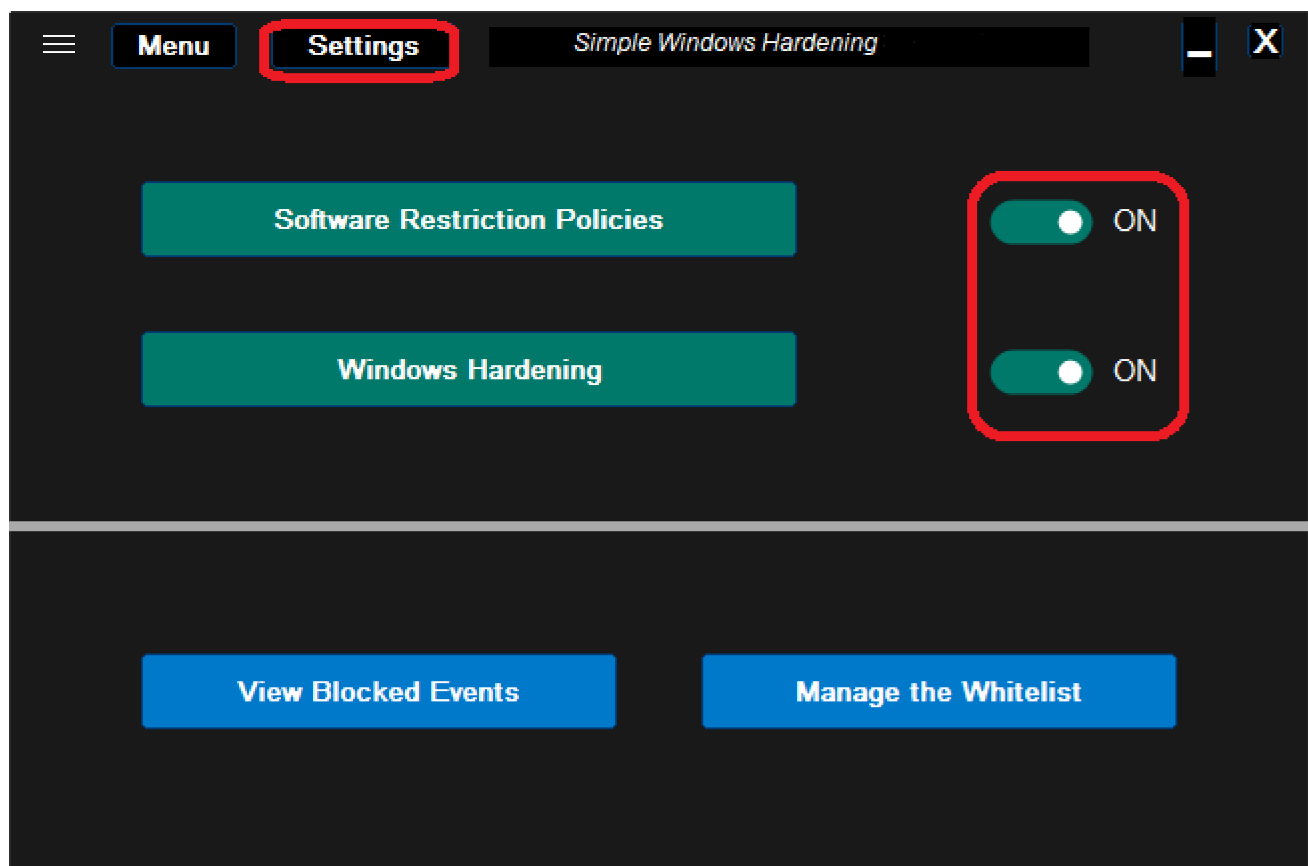 Menu Settings Simple Windows Hardening _ X
Software Restriction Policies ON
Windows Hardening ON
View Blocked Events Manage the Whitelist